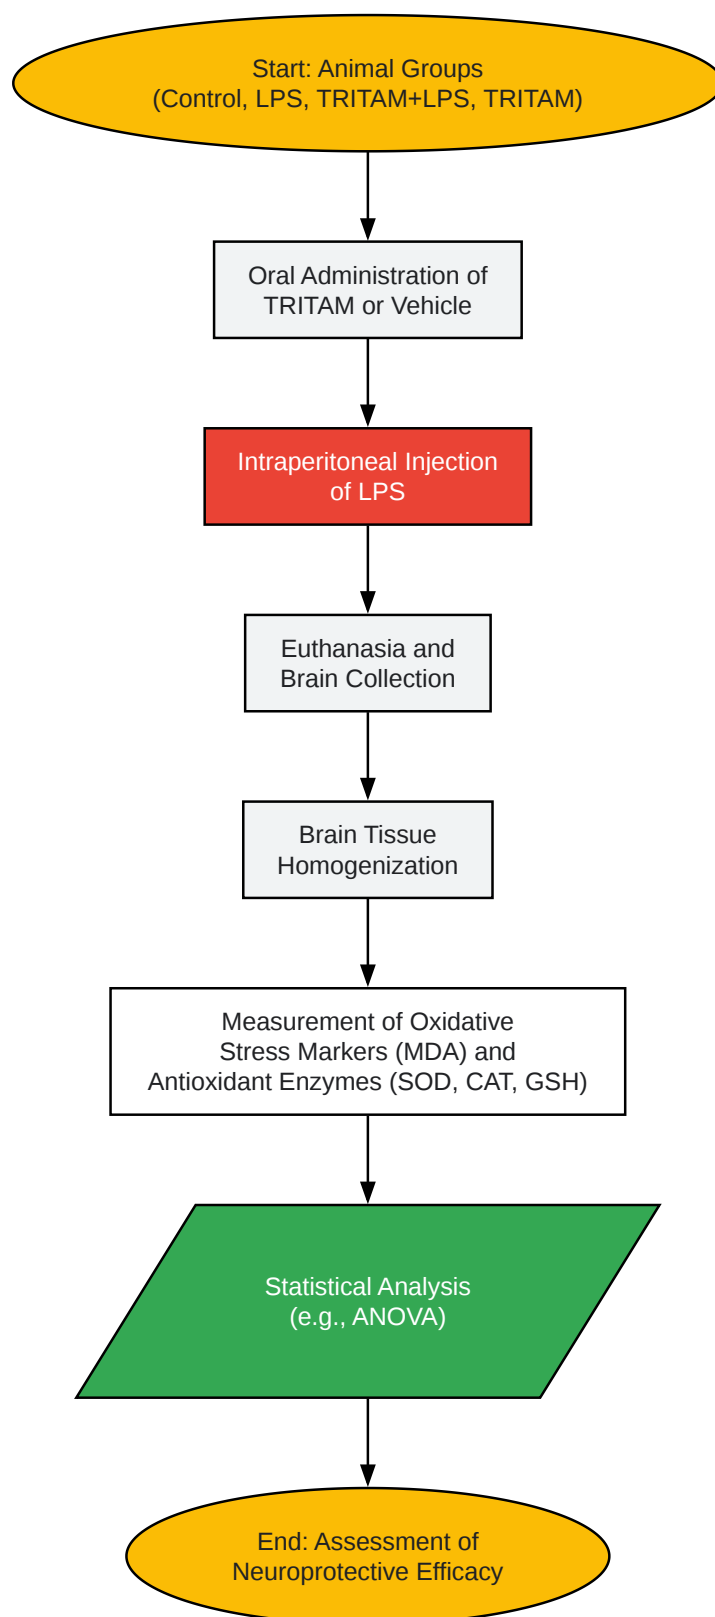 Start: Animal Groups
(Control, LPS, TRITAM+LPS, TRITAM)
Oral Administration of
TRITAM or Vehicle
Intraperitoneal Injection
of LPS
Euthanasia and
Brain Collection
Brain Tissue
Homogenization
Measurement of Oxidative
Stress Markers (MDA) and
Antioxidant Enzymes (SOD, CAT, GSH)
Statistical Analysis
(e.g., ANOVA)
End: Assessment of
Neuroprotective Efficacy